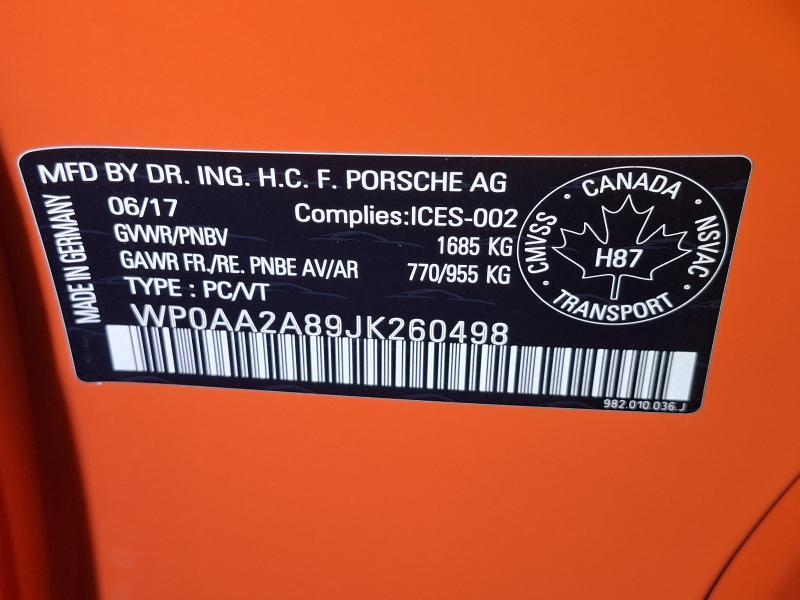 MFD BY DR. ING. H.C. F. PORSCHE AG
06/17 Complies:ICES-002
GVWR/PNBV 1685 KG
GAWR FR./RE. PNBE AV/AR 770/955 KG
TYPE : PC/VT
WP0AA2A89JK260498
MADE IN GERMANY
CANADA
CMVSS
NSVAC
H87
TRANSPORT
982.010.036.J